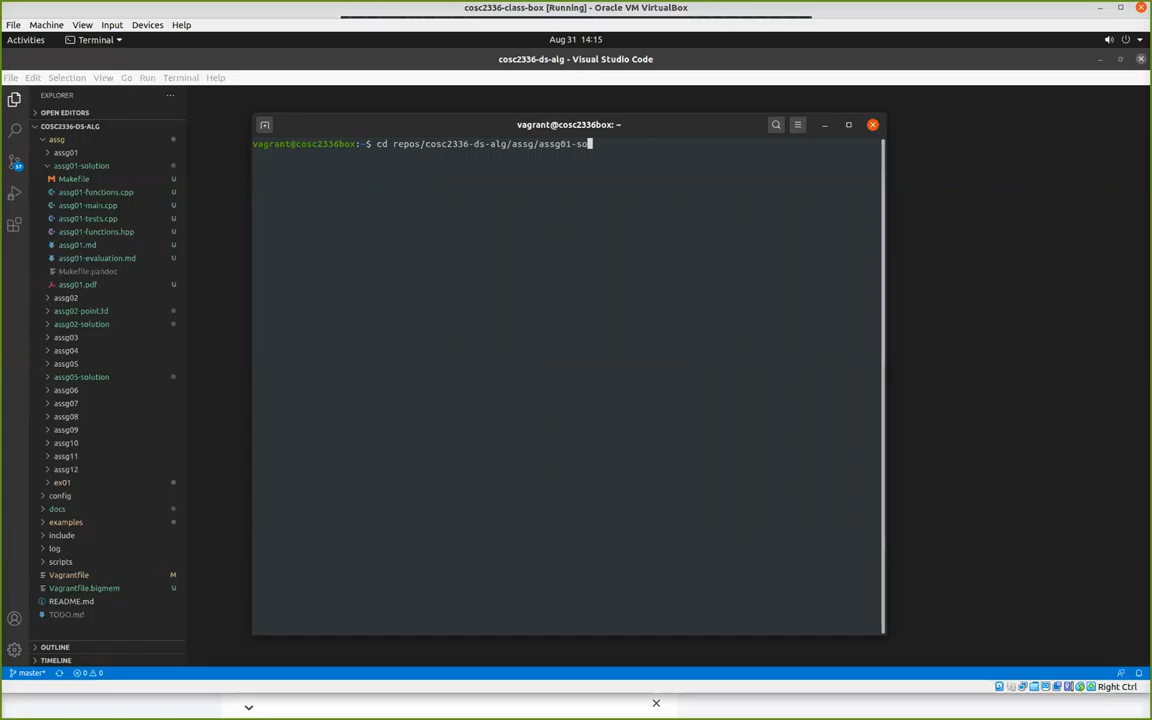 cosc2336-class-box [Running] - Oracle VM VirtualBox
File Machine View Input Devices Help
Activities Terminal Aug 31 14:15
cosc2336-ds-alg - Visual Studio Code
File Edit Selection View Go Run Terminal Help
EXPLORER
OPEN EDITORS
COSC2336-DS-ALG
assg
assg01
assg01-solution
Makefile U
assg01-functions.cpp U
assg01-main.cpp U
assg01-tests.cpp U
assg01-functions.hpp U
assg01.md U
assg01-evaluation.md U
Makefile.pandoc
assg01.pdf U
assg02
assg02-point3d
assg02-solution
assg03
assg04
assg05
assg05-solution
assg06
assg07
assg08
assg09
assg10
assg11
assg12
ex01
config
docs
examples
include
log
scripts
Vagrantfile M
Vagrantfile.bigmem U
README.md
TODO.md
OUTLINE
TIMELINE
vagrant@cosc2336box: ~
vagrant@cosc2336box:~$ cd repos/cosc2336-ds-alg/assg/assg01-so
master* 0 0
Right Ctrl